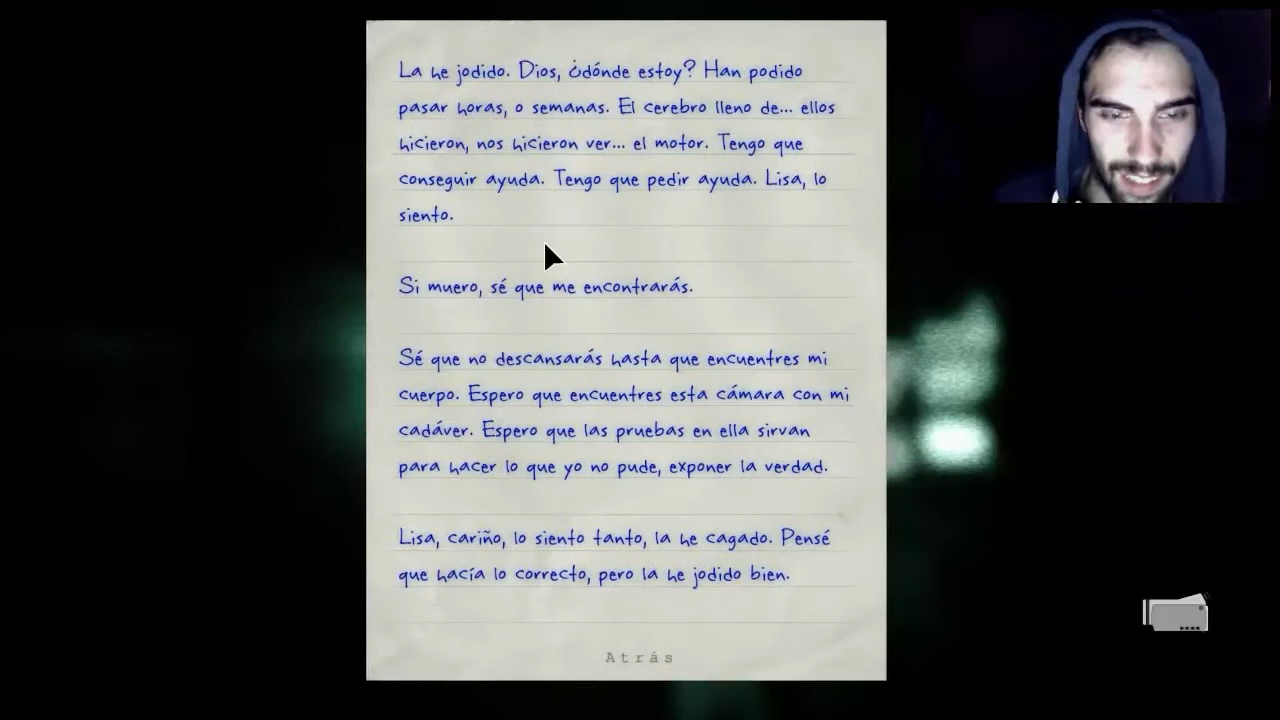 La he jodido. Dios, ¿dónde estoy? Han podido
pasar horas, o semanas. El cerebro lleno de... ellos
hicieron, nos hicieron ver... el motor. Tengo que
conseguir ayuda. Tengo que pedir ayuda. Lisa, lo
siento.
Si muero, sé que me encontrarás.
Sé que no descansarás hasta que encuentres mi
cuerpo. Espero que encuentres esta cámara con mi
cadáver. Espero que las pruebas en ella sirvan
para hacer lo que yo no pude, exponer la verdad.
Lisa, cariño, lo siento tanto, la he cagado. Pensé
que hacía lo correcto, pero la he jodido bien.
Atrás